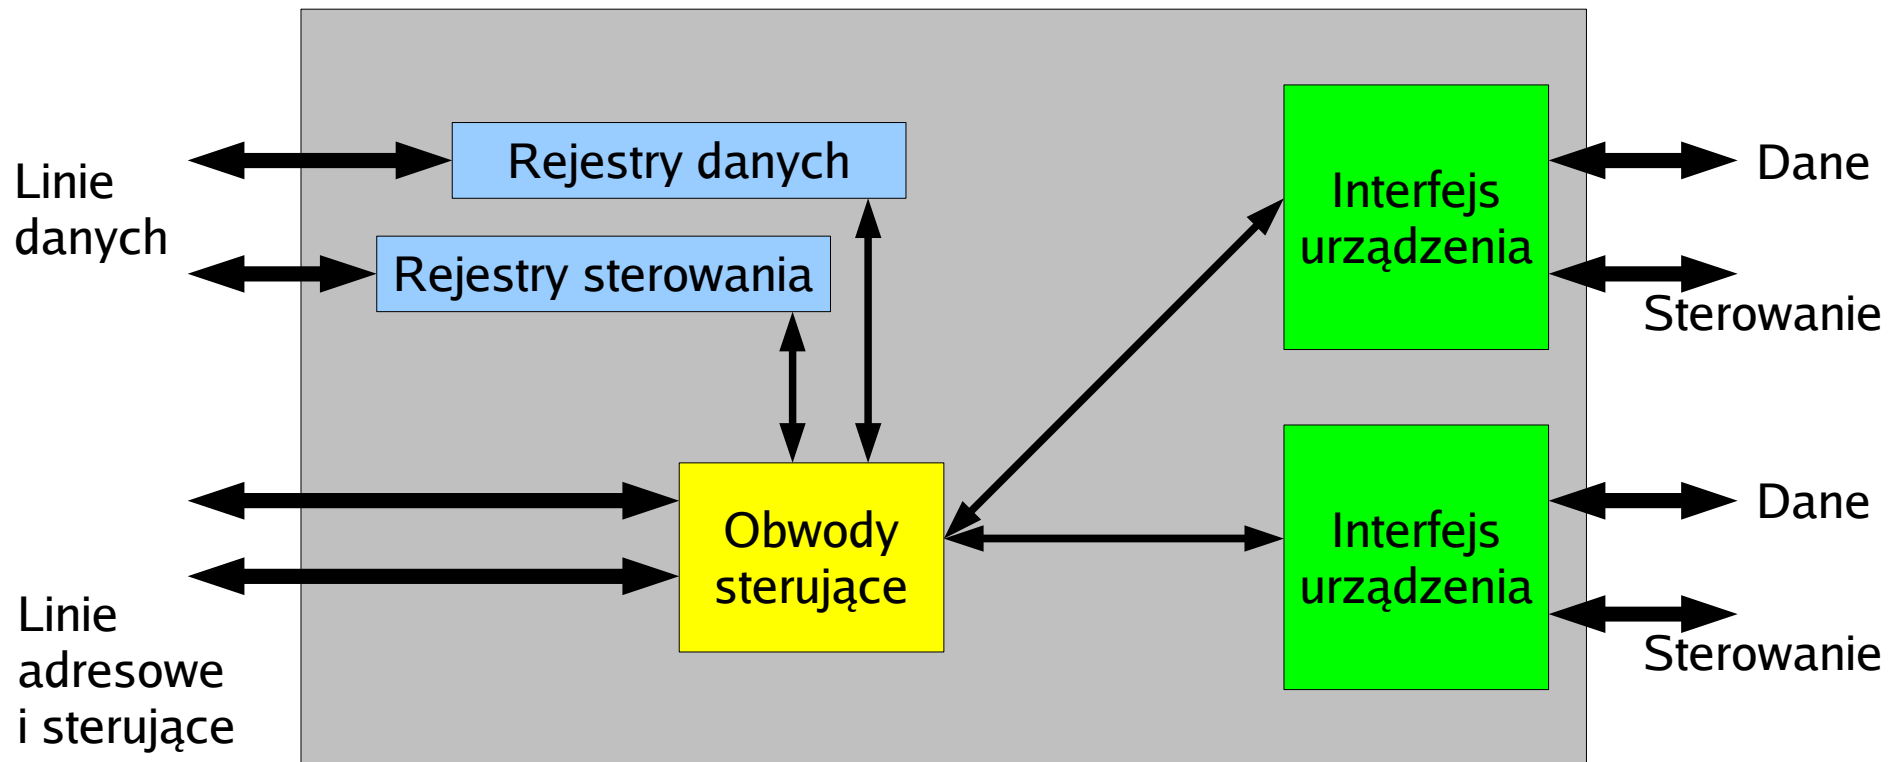 Linie
danych
Rejestry danych
Rejestry sterowania
Linie
adresowe
i sterujące
Obwody
sterujące
Interfejs
urządzenia
Dane
Sterowanie
Interfejs
urządzenia
Dane
Sterowanie